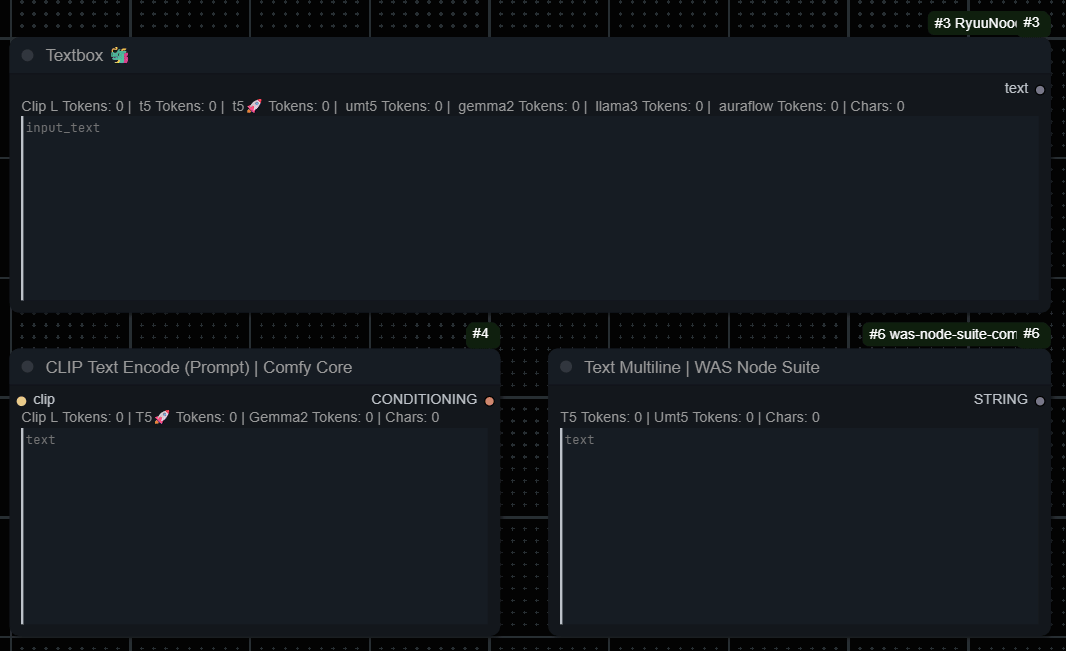 #3 RyuuNoo #3
Textbox
text
Clip L Tokens: 0 | t5 Tokens: 0 | t5🚀 Tokens: 0 | umt5 Tokens: 0 | gemma2 Tokens: 0 | llama3 Tokens: 0 | auraflow Tokens: 0 | Chars: 0
input_text
#4
CLIP Text Encode (Prompt) | Comfy Core
clip CONDITIONING
Clip L Tokens: 0 | T5🚀 Tokens: 0 | Gemma2 Tokens: 0 | Chars: 0
text
#6 was-node-suite-com #6
Text Multiline | WAS Node Suite
STRING
T5 Tokens: 0 | Umt5 Tokens: 0 | Chars: 0
text